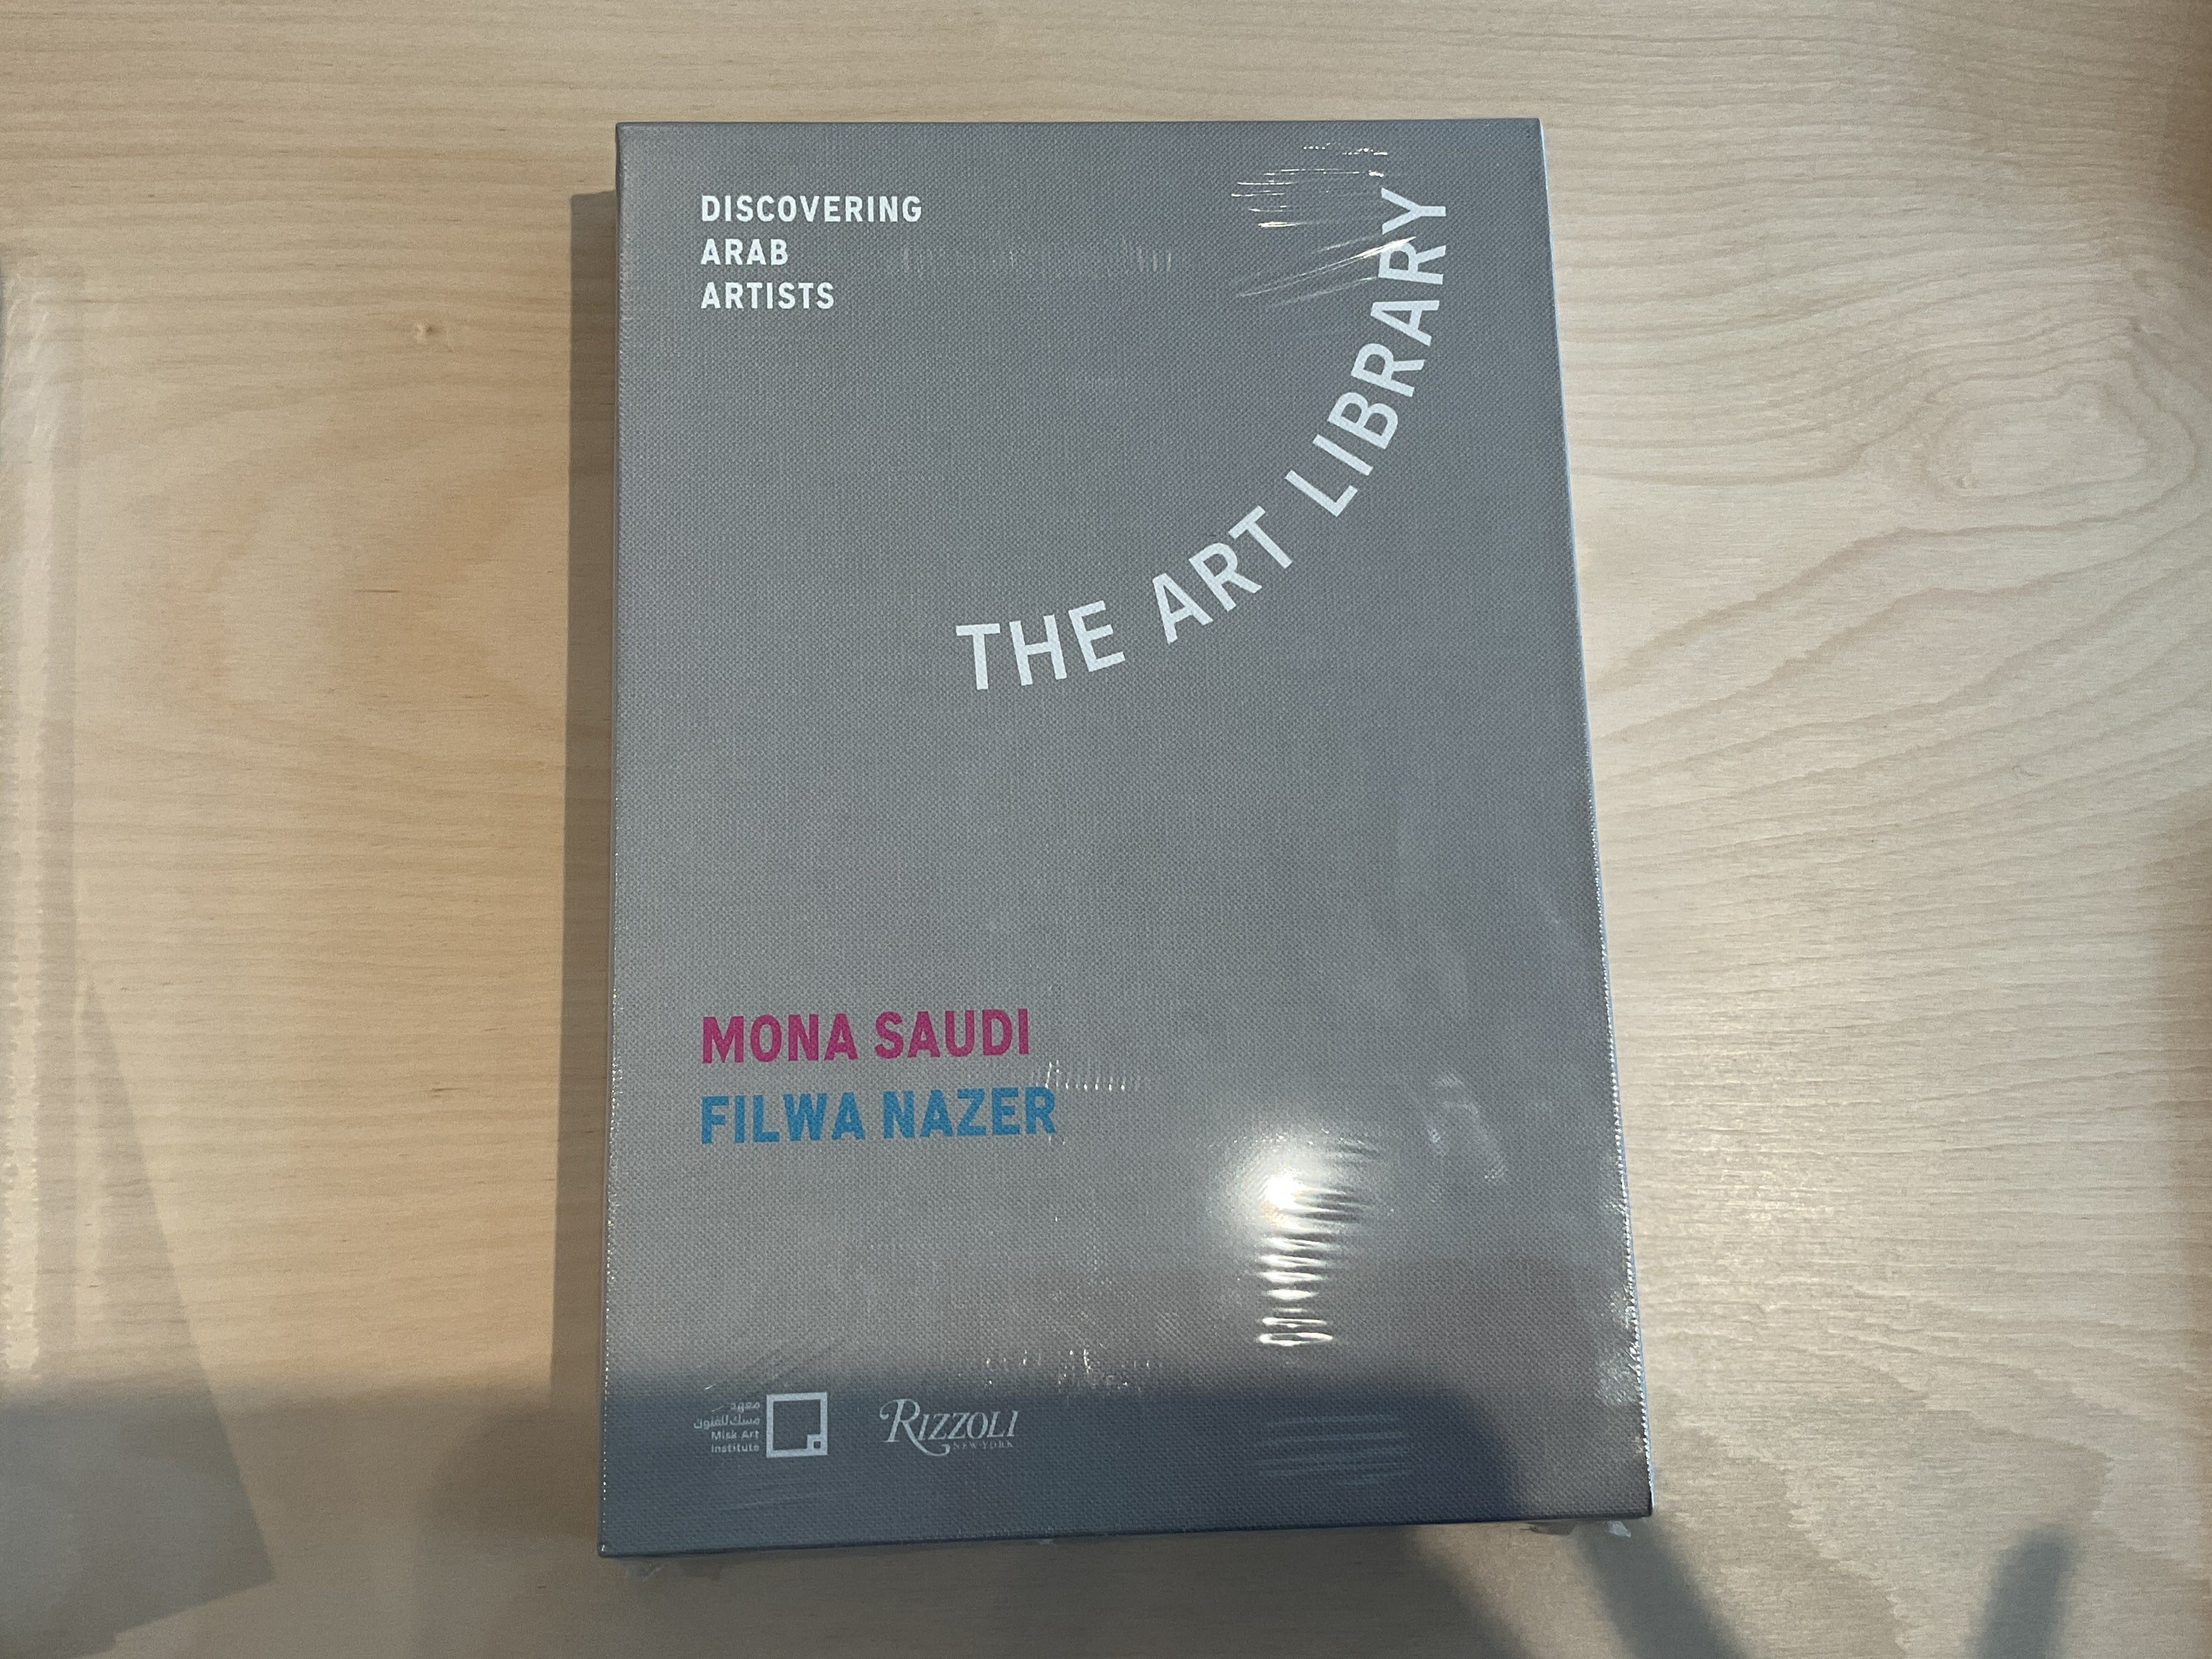 DISCOVERING
ARAB
ARTISTS
THE ART LIBRARY
MONA SAUDI
FILWA NAZER
معهد
مسك للفنون
Misk Art
Institute
RIZZOLI
NEW YORK